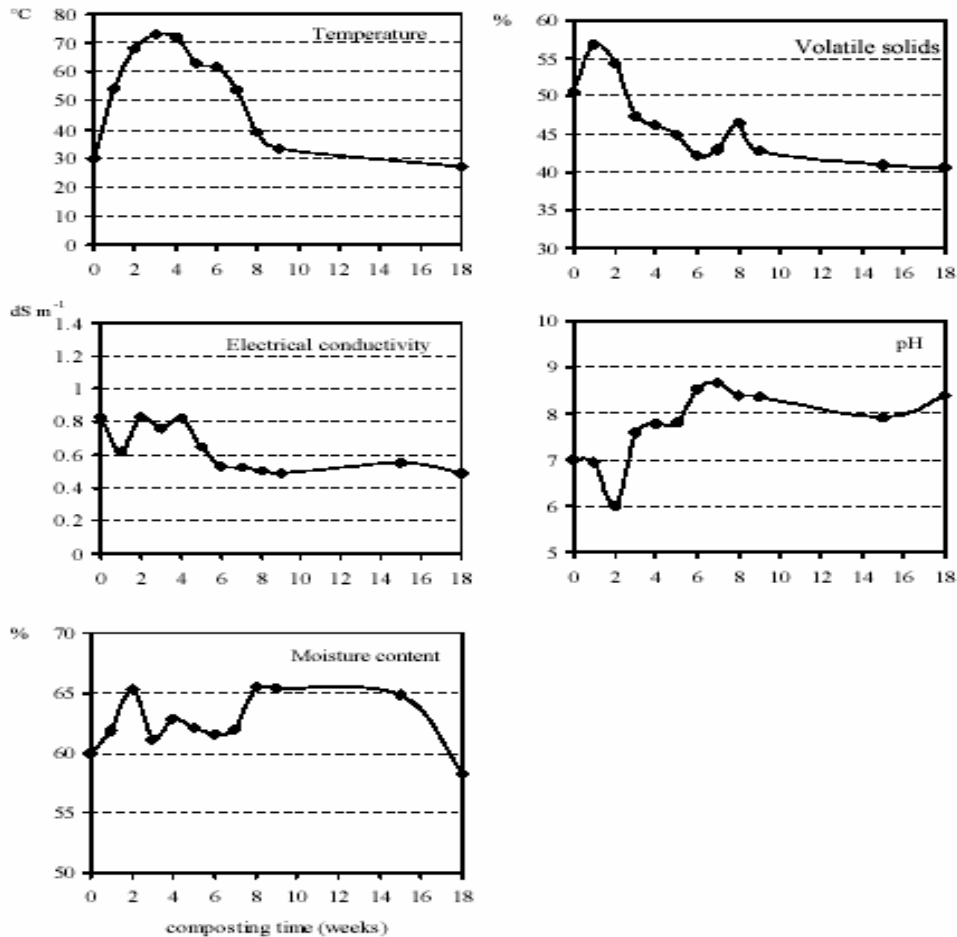 °C
Temperature
80
70
60
50
40
30
20
10
0
0 2 4 6 8 10 12 14 16 18
%
Volatile solids
60
55
50
45
40
35
30
0 2 4 6 8 10 12 14 16 18
dS m⁻¹
Electrical conductivity
1.4
1.2
1
0.8
0.6
0.4
0.2
0
0 2 4 6 8 10 12 14 16 18
pH
10
9
8
7
6
5
0 2 4 6 8 10 12 14 16 18
%
Moisture content
70
65
60
55
50
0 2 4 6 8 10 12 14 16 18
composting time (weeks)